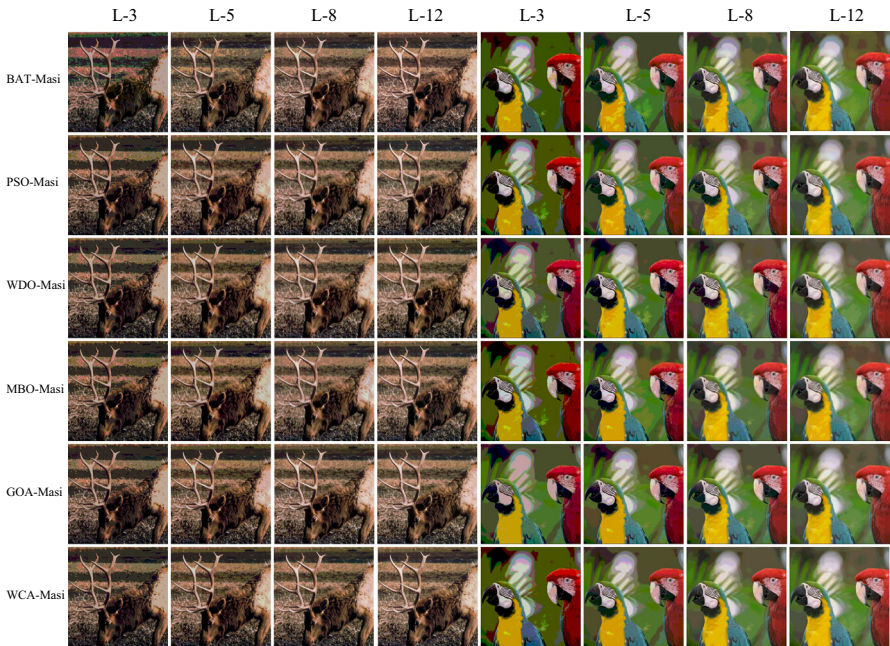 L-3 L-5 L-8 L-12 L-3 L-5 L-8 L-12
BAT-Masi
PSO-Masi
WDO-Masi
MBO-Masi
GOA-Masi
WCA-Masi